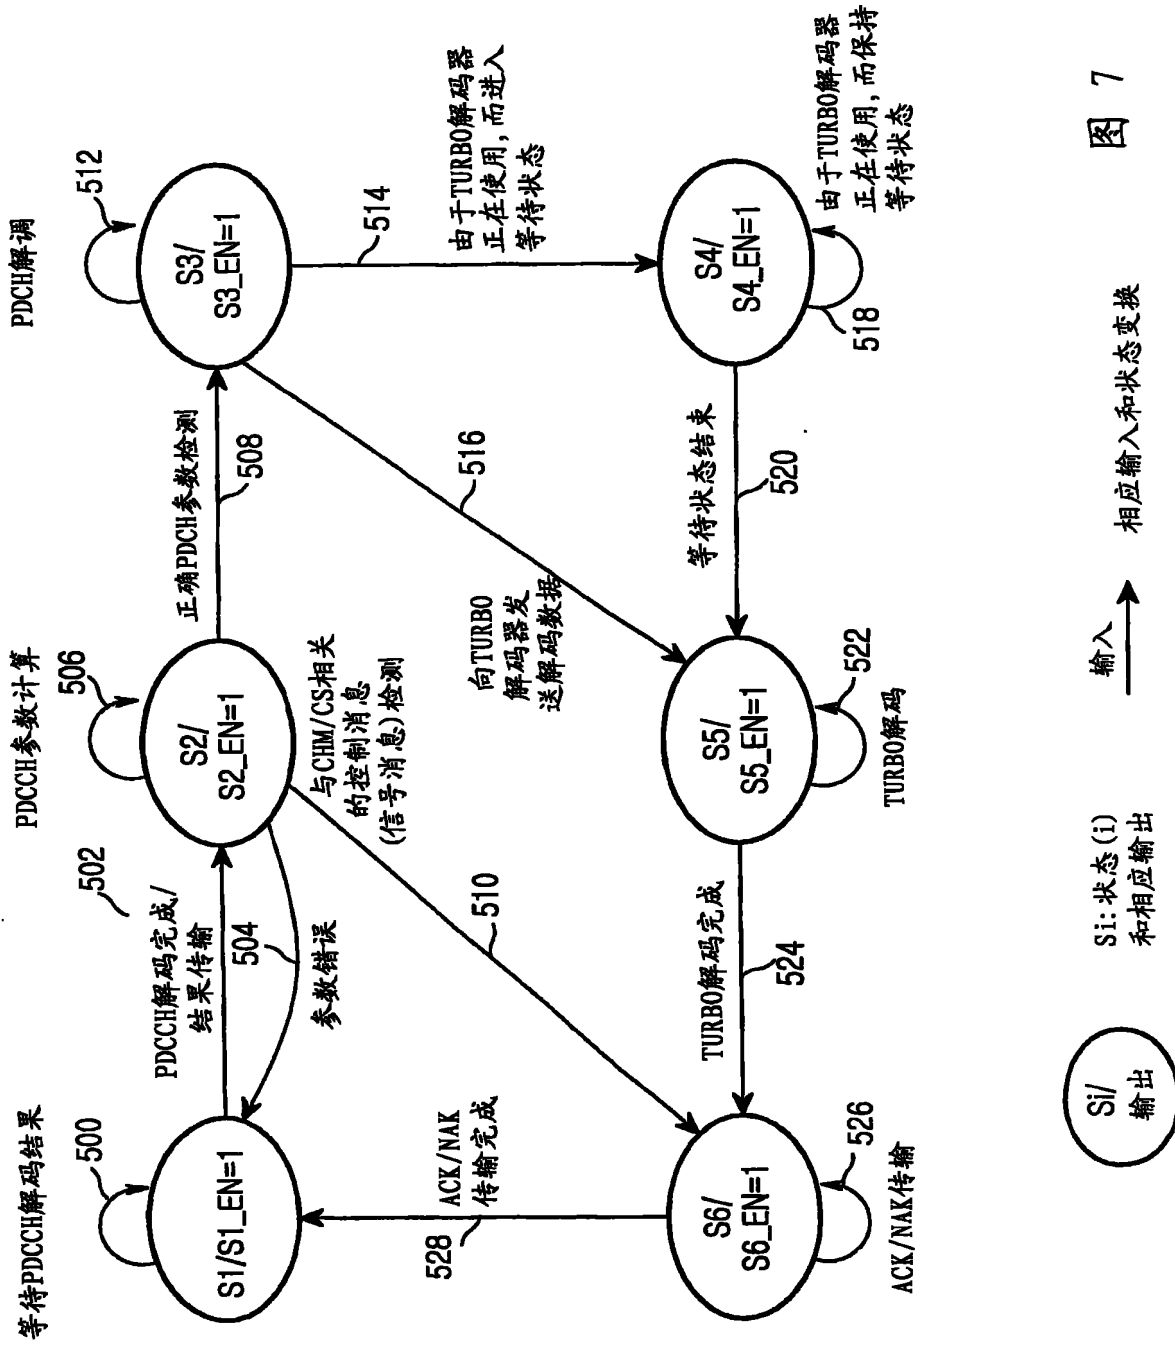 等待PDCCH解码结果
PDCCH参数计算
PDCH解调
500
506
512
S1/S1_EN=1
S2/
S2_EN=1
S3/
S3_EN=1
502
PDCCH解码完成/
结果传输
504
参数错误
正确PDCH参数检测
508
与CHM/CS相关
的控制消息
(信号消息)检测
510
514
由于TURBO解码器
正在使用,而进入
等待状态
516
向TURBO
解码器发
送解码数据
ACK/NAK
传输完成
528
S6/
S6_EN=1
526
ACK/NAK传输
TURBO解码完成
524
S5/
S5_EN=1
522
TURBO解码
等待状态结束
520
S4/
S4_EN=1
518
由于TURBO解码器
正在使用,而保持
等待状态
Si/
输出
Si:状态(i)
和相应输出
输入
相应输入和状态变换
图 7